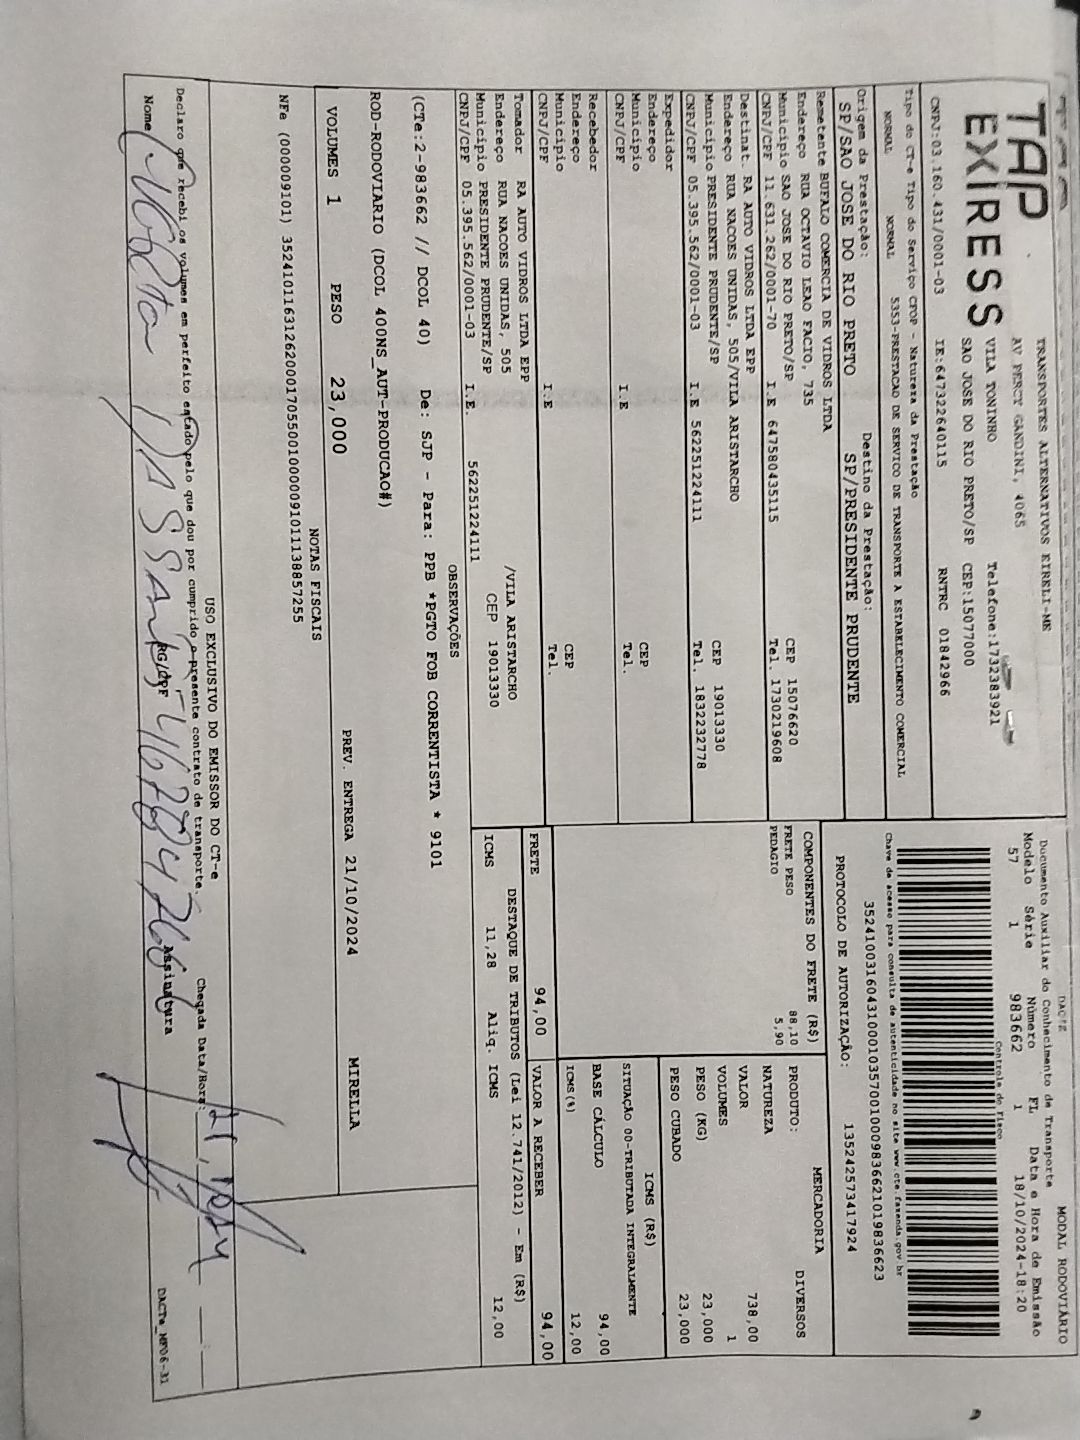 TAP
EXPRESS
TRANSPORTES ALTERNATIVOS EIRELI-ME
AV PERCY GANDINI, 4065
VILA TONINHO Telefone:1732383921
SAO JOSE DO RIO PRETO/SP CEP:15077000
CNPJ:03.160.431/0001-03 IE:647322640115 RNTRC 01842966
DACTE MODAL RODOVIÁRIO
Documento Auxiliar do Conhecimento de Transporte
Modelo Série Número FL Data e Hora de Emissão
57 1 983662 1 18/10/2024-18:20
Controle do Fisco
Chave de acesso para consulta de autenticidade no site www.cte.fazenda.gov.br
35241003160431000103570010009836621019836623
PROTOCOLO DE AUTORIZAÇÃO: 135242573417924
Tipo do CT-e Tipo do Serviço CFOP - Natureza da Prestação
NORMAL NORMAL 5353-PRESTACAO DE SERVICO DE TRANSPORTE A ESTABELECIMENTO COMERCIAL
Origem da Prestação: Destino da Prestação:
SP/SAO JOSE DO RIO PRETO SP/PRESIDENTE PRUDENTE
Remetente BUFALO COMERCIA DE VIDROS LTDA
Endereço RUA OCTAVIO LEAO FACIO, 735
Município SAO JOSE DO RIO PRETO/SP CEP 15076620
CNPJ/CPF 11.631.262/0001-70 I.E 647580435115 Tel. 1730219608
Destinat. RA AUTO VIDROS LTDA EPP
Endereço RUA NACOES UNIDAS, 505/VILA ARISTARCHO
Município PRESIDENTE PRUDENTE/SP CEP 19013330
CNPJ/CPF 05.395.562/0001-03 I.E 562251224111 Tel. 1832232778
Expedidor
Endereço
Município CEP
CNPJ/CPF I.E Tel.
Recebedor
Endereço
Município CEP
CNPJ/CPF I.E Tel.
Tomador RA AUTO VIDROS LTDA EPP
Endereço RUA NACOES UNIDAS, 505 /VILA ARISTARCHO
Município PRESIDENTE PRUDENTE/SP CEP 19013330
CNPJ/CPF 05.395.562/0001-03 I.E. 562251224111
COMPONENTES DO FRETE (R$)
FRETE PESO 88,10
PEDAGIO 5,90
MERCADORIA
PRODUTO: DIVERSOS
NATUREZA
VALOR 738,00
VOLUMES 1
PESO (KG) 23,000
PESO CUBADO 23,000
ICMS (R$)
SITUAÇÃO 00-TRIBUTADA INTEGRALMENTE
BASE CÁLCULO 94,00
ICMS(%) 12,00
FRETE 94,00 VALOR A RECEBER 94,00
DESTAQUE DE TRIBUTOS (Lei 12.741/2012) - Em (R$)
ICMS 11,28 Aliq. ICMS 12,00
OBSERVAÇÕES
(CTe:2-983662 // DCOL 40) De: SJP - Para: PPB *PGTO FOB CORRENTISTA * 9101
ROD-RODOVIARIO (DCOL 400NS_AUT-PRODUCAO#)
VOLUMES 1 PESO 23,000 PREV. ENTREGA 21/10/2024 MIRELLA
NOTAS FISCAIS
NFe (000009101) 35241011631262000170550010000091011138857255
USO EXCLUSIVO DO EMISSOR DO CT-e
Declaro que recebi os volumes em perfeito estado pelo que dou por cumprido o presente contrato de transporte. Chegada Data/Hora:
Nome RG/CPF Assinatura
DACTe_MF06-31